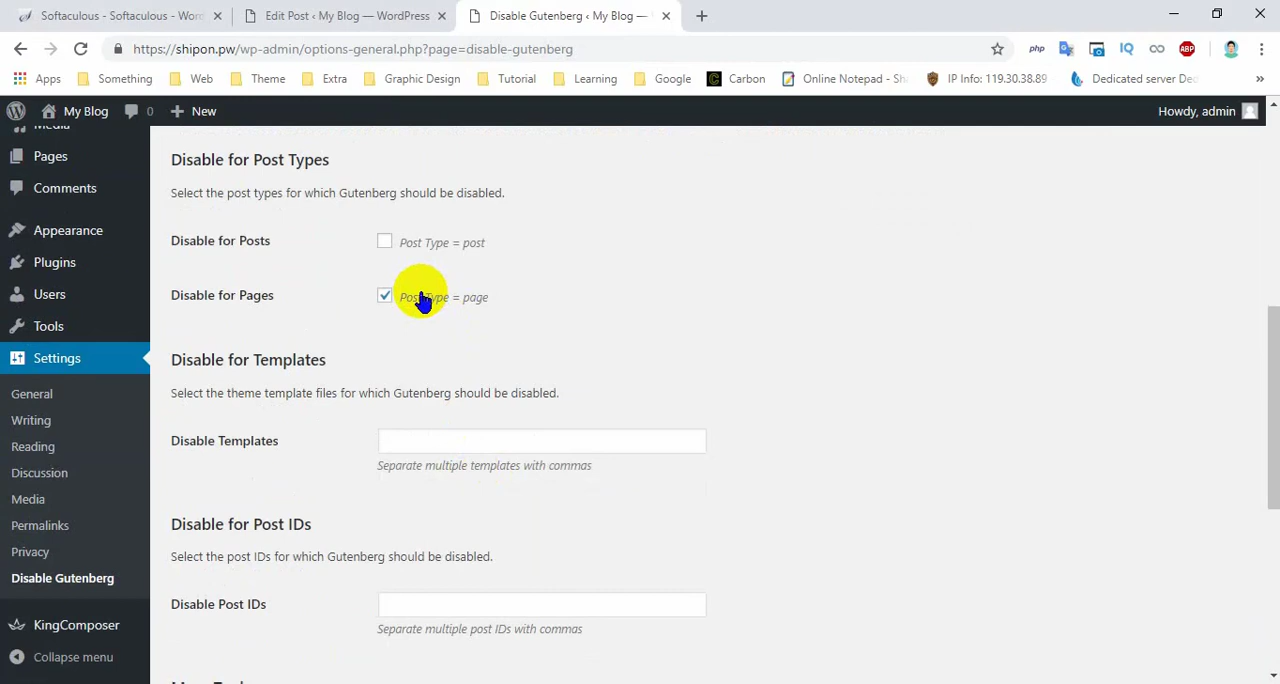 Softaculous - Softaculous - Wor
Edit Post ‹ My Blog — WordPress
Disable Gutenberg ‹ My Blog —
https://shipon.pw/wp-admin/options-general.php?page=disable-gutenberg
php
IQ
ABP
Apps
Something
Web
Theme
Extra
Graphic Design
Tutorial
Learning
Google
Carbon
Online Notepad - Sh
IP Info: 119.30.38.89
Dedicated server De
»
My Blog
0
New
Howdy, admin
Media
Pages
Comments
Appearance
Plugins
Users
Tools
Settings
General
Writing
Reading
Discussion
Media
Permalinks
Privacy
Disable Gutenberg
KingComposer
Collapse menu
Disable for Post Types
Select the post types for which Gutenberg should be disabled.
Disable for Posts
Post Type = post
Disable for Pages
Post Type = page
Disable for Templates
Select the theme template files for which Gutenberg should be disabled.
Disable Templates
Separate multiple templates with commas
Disable for Post IDs
Select the post IDs for which Gutenberg should be disabled.
Disable Post IDs
Separate multiple post IDs with commas